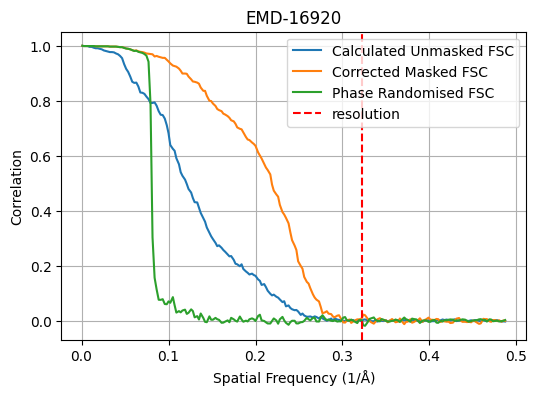 EMD-16920
Calculated Unmasked FSC
Corrected Masked FSC
Phase Randomised FSC
resolution
Correlation
1.0
0.8
0.6
0.4
0.2
0.0
0.0 0.1 0.2 0.3 0.4 0.5
Spatial Frequency (1/Å)